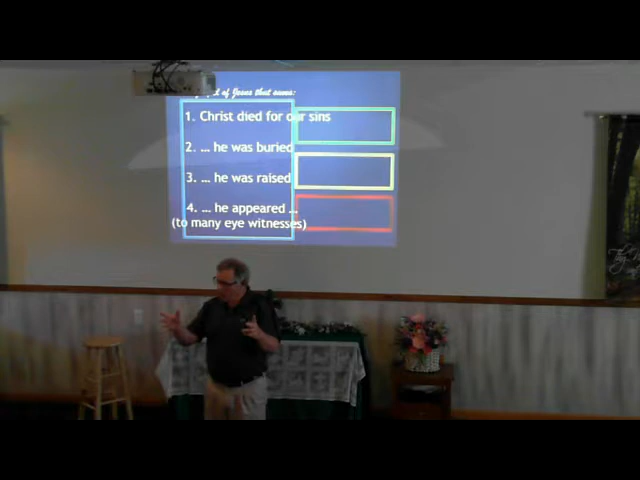 of Jesus that saves:
1. Christ died for our sins
2. ... he was buried
3. ... he was raised
4. ... he appeared ...
(to many eye witnesses)